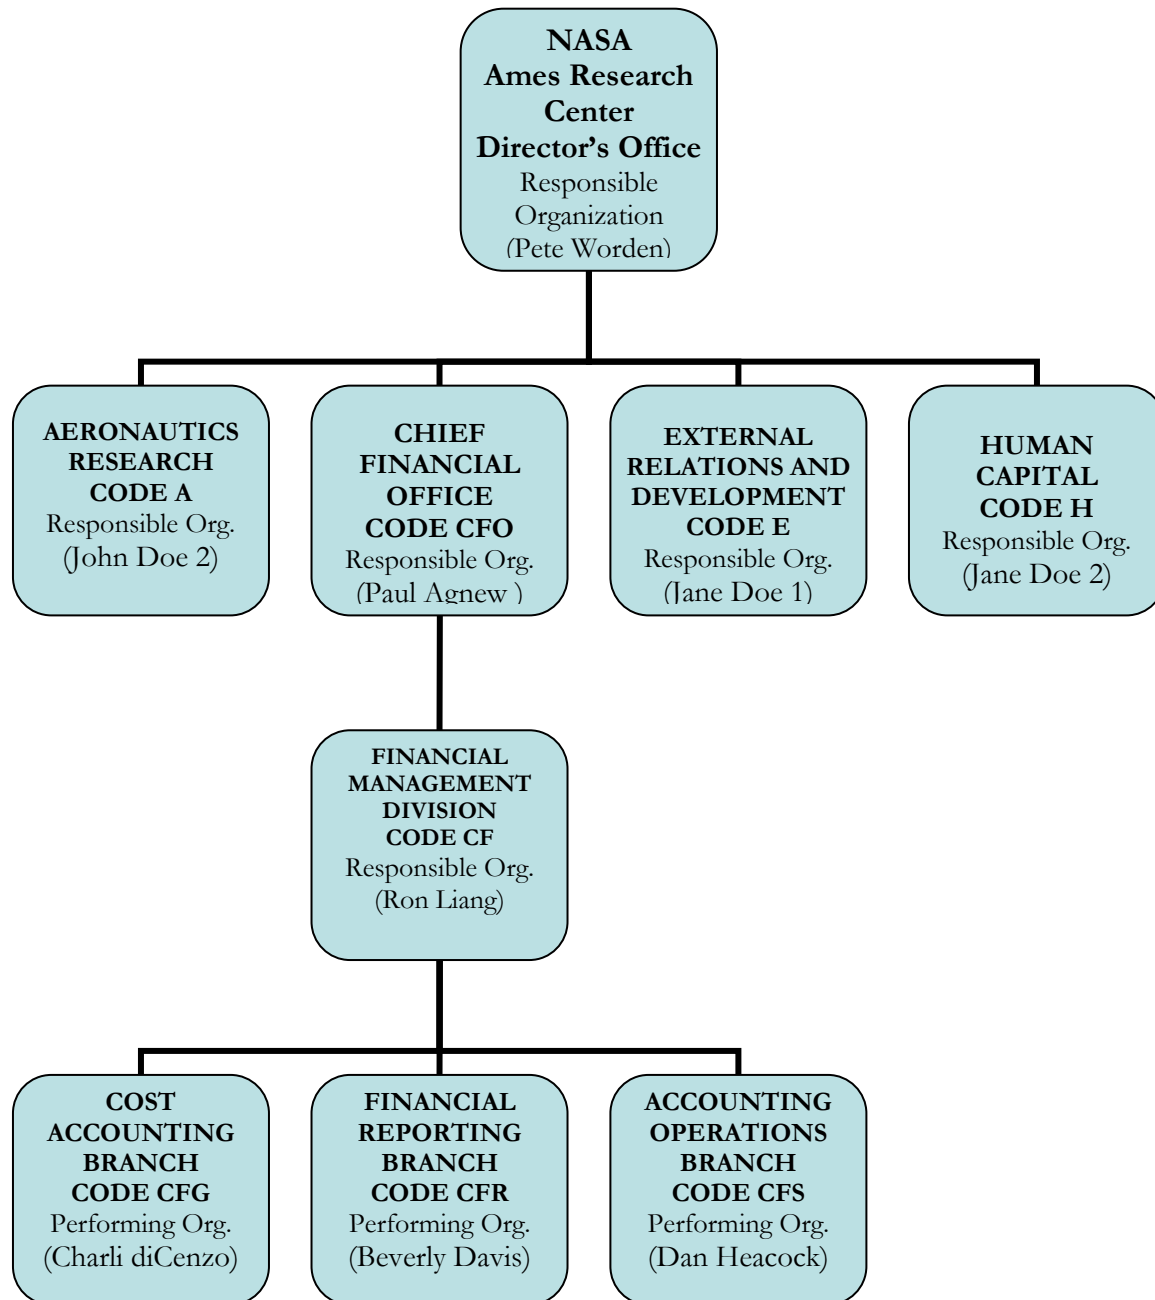 NASA
Ames Research
Center
Director’s Office
Responsible
Organization
(Pete Worden)
AERONAUTICS
RESEARCH
CODE A
Responsible Org.
(John Doe 2)
CHIEF
FINANCIAL
OFFICE
CODE CFO
Responsible Org.
(Paul Agnew )
EXTERNAL
RELATIONS AND
DEVELOPMENT
CODE E
Responsible Org.
(Jane Doe 1)
HUMAN
CAPITAL
CODE H
Responsible Org.
(Jane Doe 2)
FINANCIAL
MANAGEMENT
DIVISION
CODE CF
Responsible Org.
(Ron Liang)
COST
ACCOUNTING
BRANCH
CODE CFG
Performing Org.
(Charli diCenzo)
FINANCIAL
REPORTING
BRANCH
CODE CFR
Performing Org.
(Beverly Davis)
ACCOUNTING
OPERATIONS
BRANCH
CODE CFS
Performing Org.
(Dan Heacock)